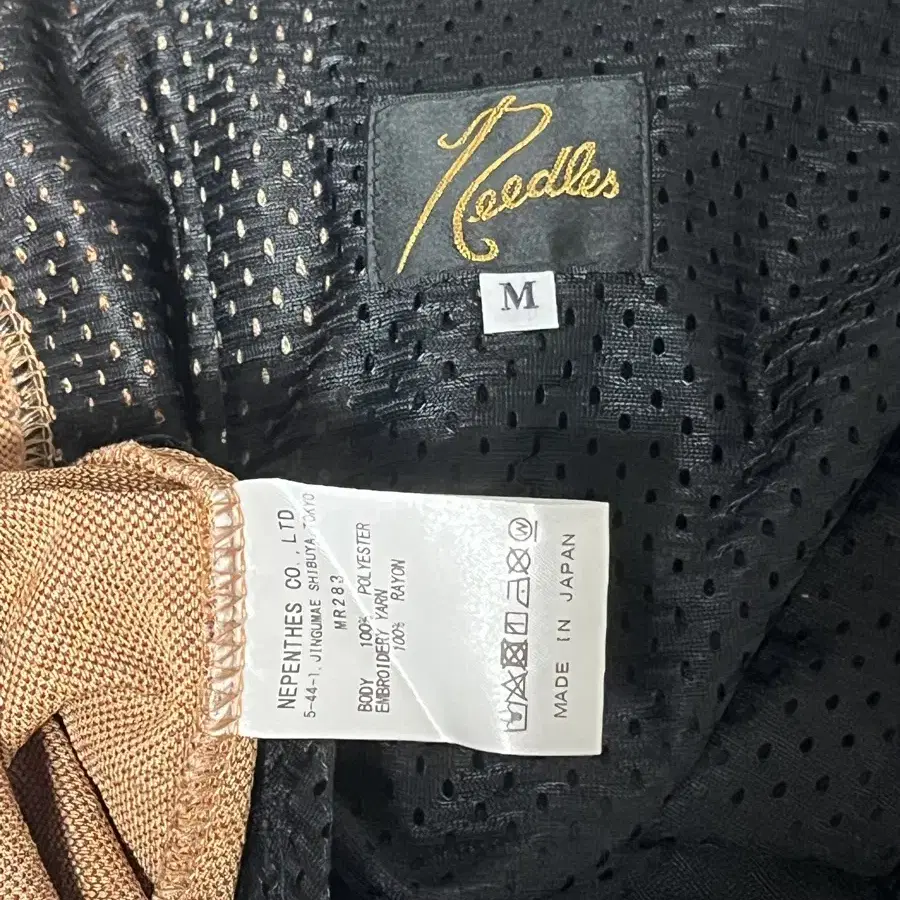 Needles
M
NEPENTHES CO.,LTD
5-44-1, JINGUMAE SHIBUYA TOKYO
MR283
BODY 100% POLYESTER
EMBROIDERY YARN
100% RAYON
MADE IN JAPAN